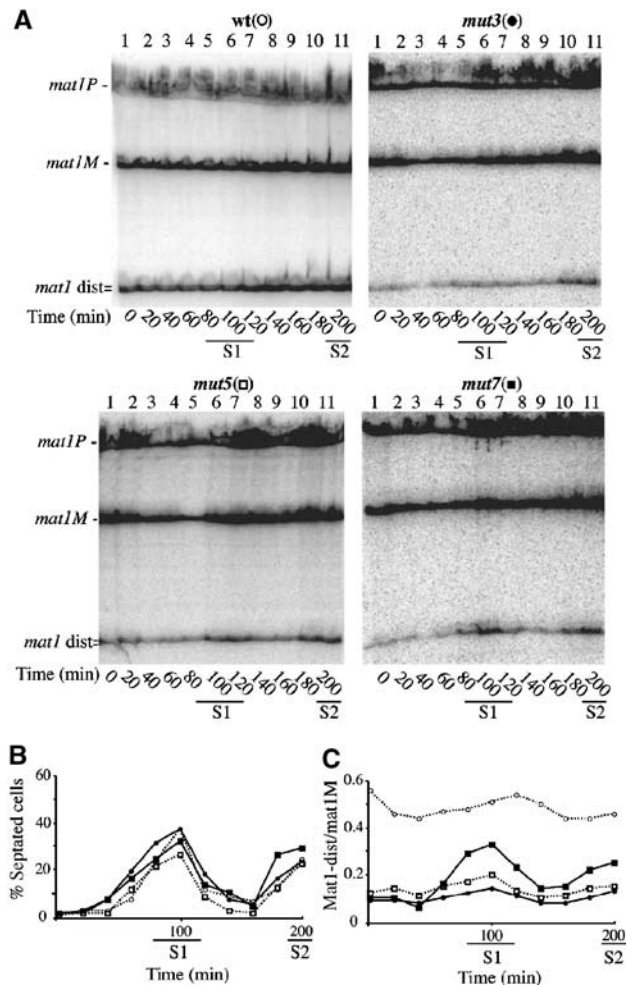 A
wt(○) mut3(●)
1 2 3 4 5 6 7 8 9 10 11 1 2 3 4 5 6 7 8 9 10 11
mat1P -
mat1M -
mat1 dist=
Time (min) 0 20 40 60 80 100 120 140 160 180 200 0 20 40 60 80 100 120 140 160 180 200
S1 S2 S1 S2
mut5(□) mut7(■)
1 2 3 4 5 6 7 8 9 10 11 1 2 3 4 5 6 7 8 9 10 11
mat1P -
mat1M -
mat1 dist=
Time (min) 0 20 40 60 80 100 120 140 160 180 200 0 20 40 60 80 100 120 140 160 180 200
S1 S2 S1 S2
B
% Septated cells
60
40
20
0
100 200
S1 S2
Time (min)
C
Mat1-dist/mat1M
0.6
0.4
0.2
0
100 200
S1 S2
Time (min)